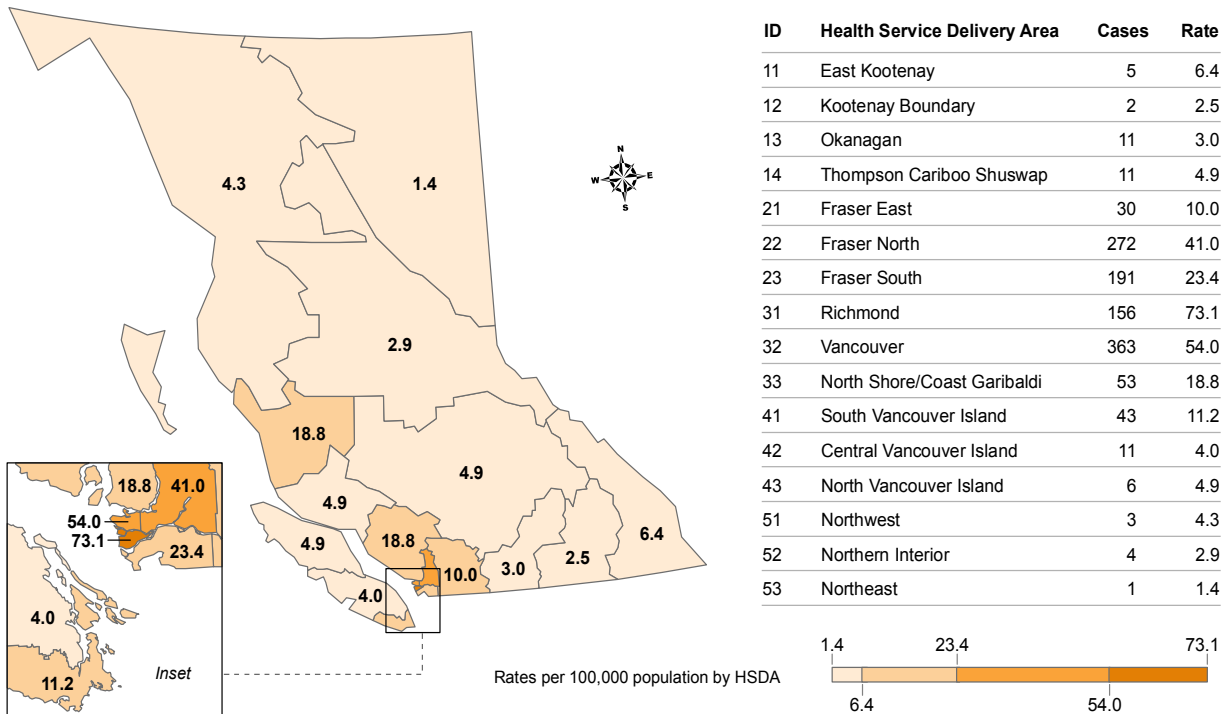 ID Health Service Delivery Area Cases Rate
11 East Kootenay 5 6.4
12 Kootenay Boundary 2 2.5
13 Okanagan 11 3.0
14 Thompson Cariboo Shuswap 11 4.9
21 Fraser East 30 10.0
22 Fraser North 272 41.0
23 Fraser South 191 23.4
31 Richmond 156 73.1
32 Vancouver 363 54.0
33 North Shore/Coast Garibaldi 53 18.8
41 South Vancouver Island 43 11.2
42 Central Vancouver Island 11 4.0
43 North Vancouver Island 6 4.9
51 Northwest 3 4.3
52 Northern Interior 4 2.9
53 Northeast 1 1.4
N
W E
S
4.3
1.4
2.9
18.8
4.9
4.9
4.9
18.8
10.0
3.0
2.5
6.4
4.0
18.8
41.0
54.0
73.1
23.4
4.0
11.2
Inset
Rates per 100,000 population by HSDA
1.4 23.4 73.1
6.4 54.0